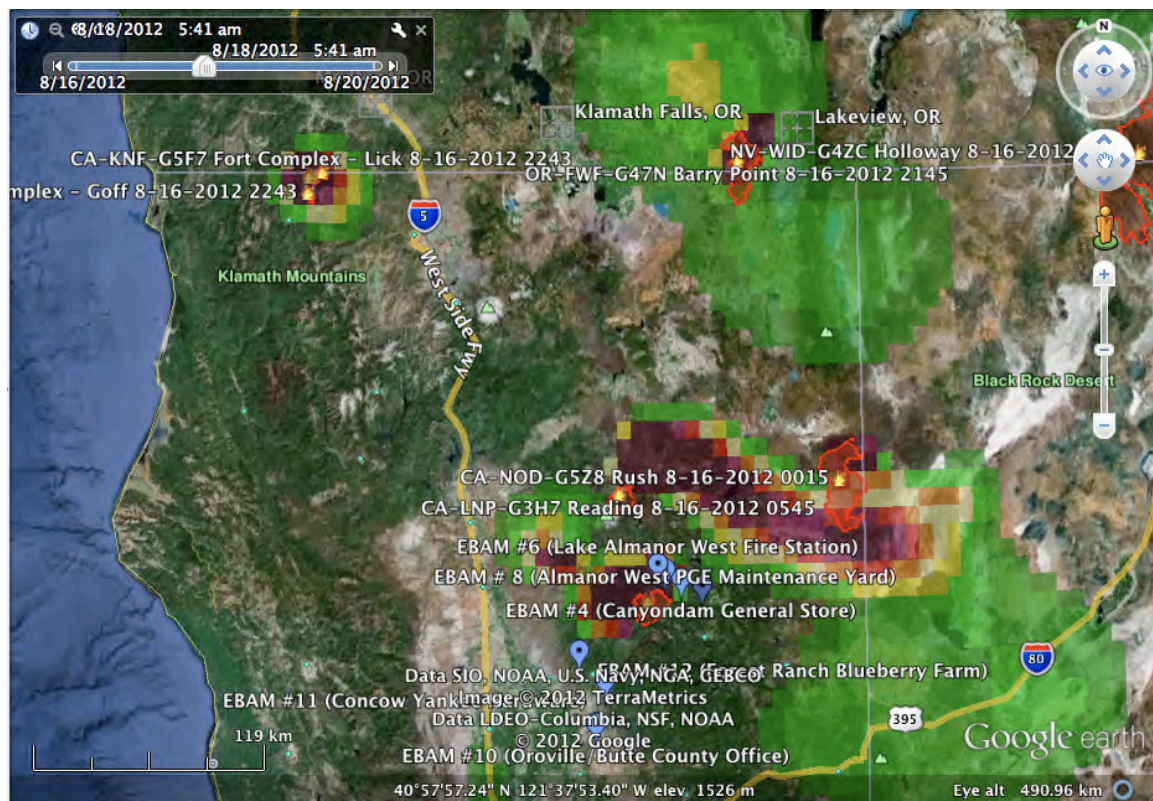 8/18/2012 5:41 am
8/18/2012 5:41 am
8/16/2012
8/20/2012
N
Klamath Falls, OR
Lakeview, OR
CA-KNF-G5F7 Fort Complex - Lick 8-16-2012 2243
NV-WID-G4ZC Holloway 8-16-2012
OR-FWF-G47N Barry Point 8-16-2012 2145
mplex - Goff 8-16-2012 2243
5
Klamath Mountains
West Side Fwy
Black Rock Desert
CA-NOD-G5Z8 Rush 8-16-2012 0015
CA-LNP-G3H7 Reading 8-16-2012 0545
EBAM #6 (Lake Almanor West Fire Station)
EBAM # 8 (Almanor West PGE Maintenance Yard)
EBAM #4 (Canyondam General Store)
80
EBAM #12 (Forest Ranch Blueberry Farm)
Data SIO, NOAA, U.S. Navy, NGA, GEBCO
EBAM #11 (Concow Yankee
Image © 2012 TerraMetrics
Data LDEO-Columbia, NSF, NOAA
395
119 km
© 2012 Google
Google earth
EBAM #10 (Oroville/Butte County Office)
40°57'57.24" N 121°37'53.40" W elev 1526 m
Eye alt 490.96 km